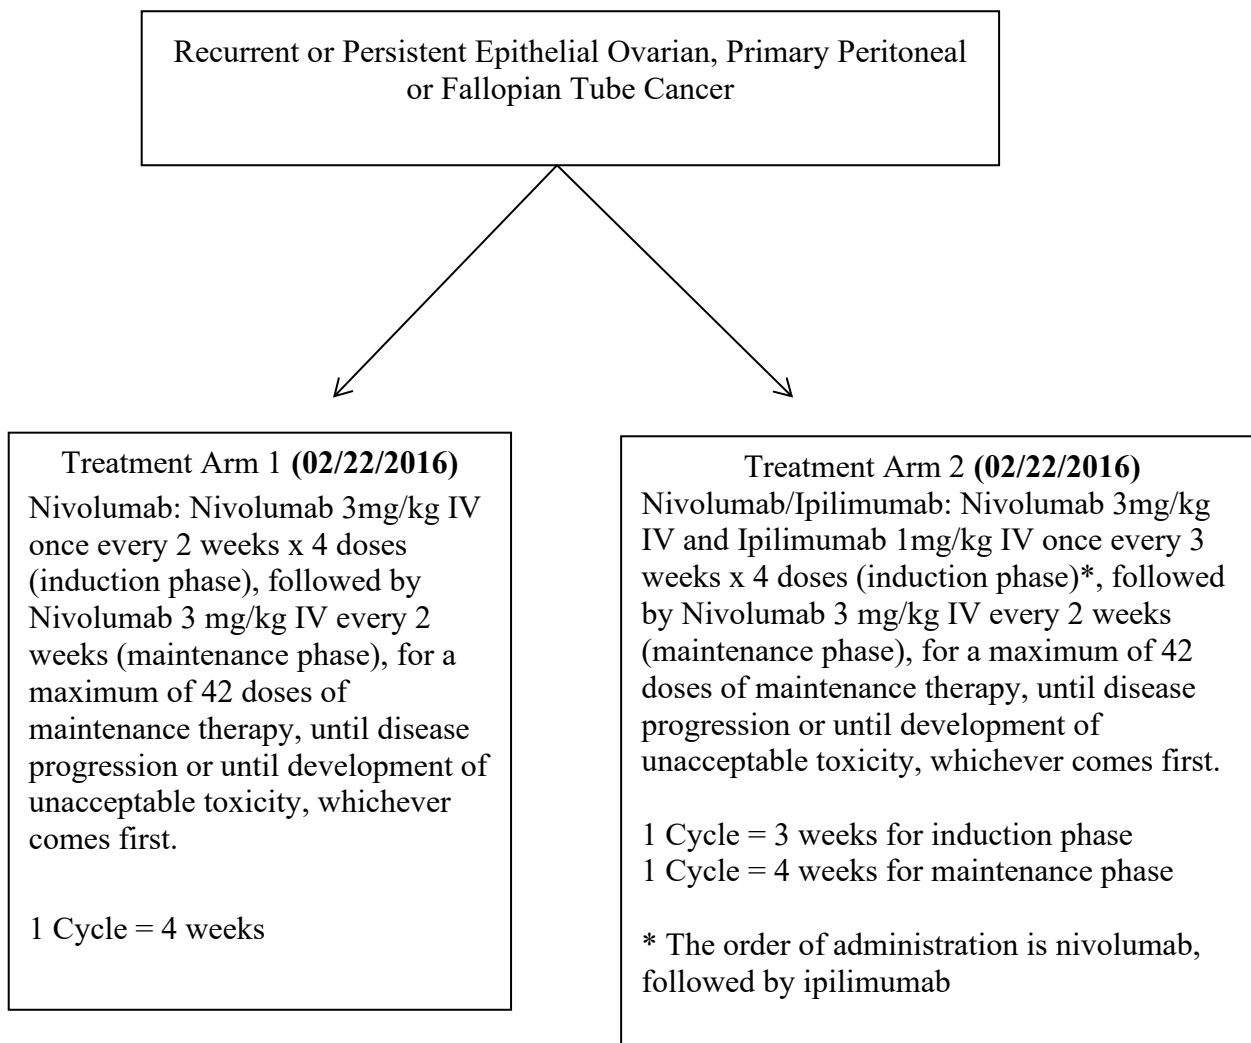 Recurrent or Persistent Epithelial Ovarian, Primary Peritoneal
or Fallopian Tube Cancer
Treatment Arm 1 (02/22/2016)
Nivolumab: Nivolumab 3mg/kg IV
once every 2 weeks x 4 doses
(induction phase), followed by
Nivolumab 3 mg/kg IV every 2
weeks (maintenance phase), for a
maximum of 42 doses of
maintenance therapy, until disease
progression or until development of
unacceptable toxicity, whichever
comes first.
1 Cycle = 4 weeks
Treatment Arm 2 (02/22/2016)
Nivolumab/Ipilimumab: Nivolumab 3mg/kg
IV and Ipilimumab 1mg/kg IV once every 3
weeks x 4 doses (induction phase)*, followed
by Nivolumab 3 mg/kg IV every 2 weeks
(maintenance phase), for a maximum of 42
doses of maintenance therapy, until disease
progression or until development of
unacceptable toxicity, whichever comes first.
1 Cycle = 3 weeks for induction phase
1 Cycle = 4 weeks for maintenance phase
* The order of administration is nivolumab,
followed by ipilimumab